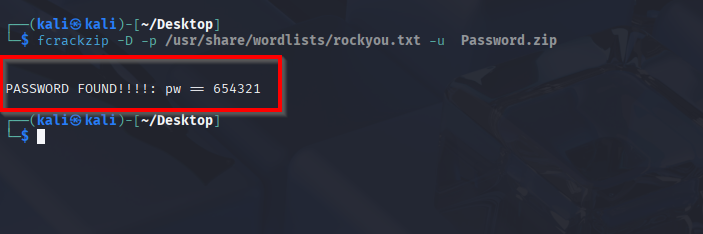 ┌──(kali㉿kali)-[~/Desktop]
└─$ fcrackzip -D -p /usr/share/wordlists/rockyou.txt -u  Password.zip
PASSWORD FOUND!!!!: pw == 654321
┌──(kali㉿kali)-[~/Desktop]
└─$